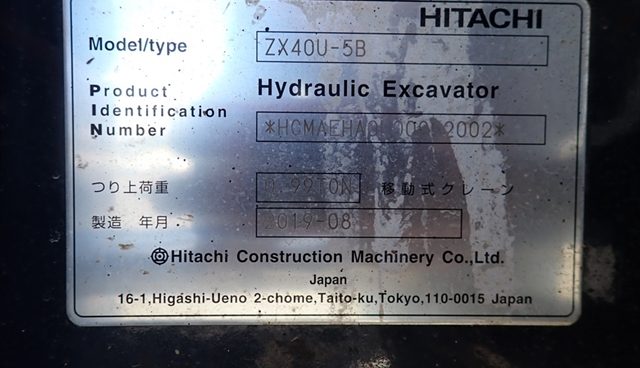 HITACHI
Model/type ZX40U-5B
Product Identification Number
Hydraulic Excavator
つり上荷重 0.99TON 移動式クレーン
製造 年月 2019-08
Hitachi Construction Machinery Co.,Ltd.
Japan
16-1,Higashi-Ueno 2-chome,Taito-ku,Tokyo,110-0015 Japan